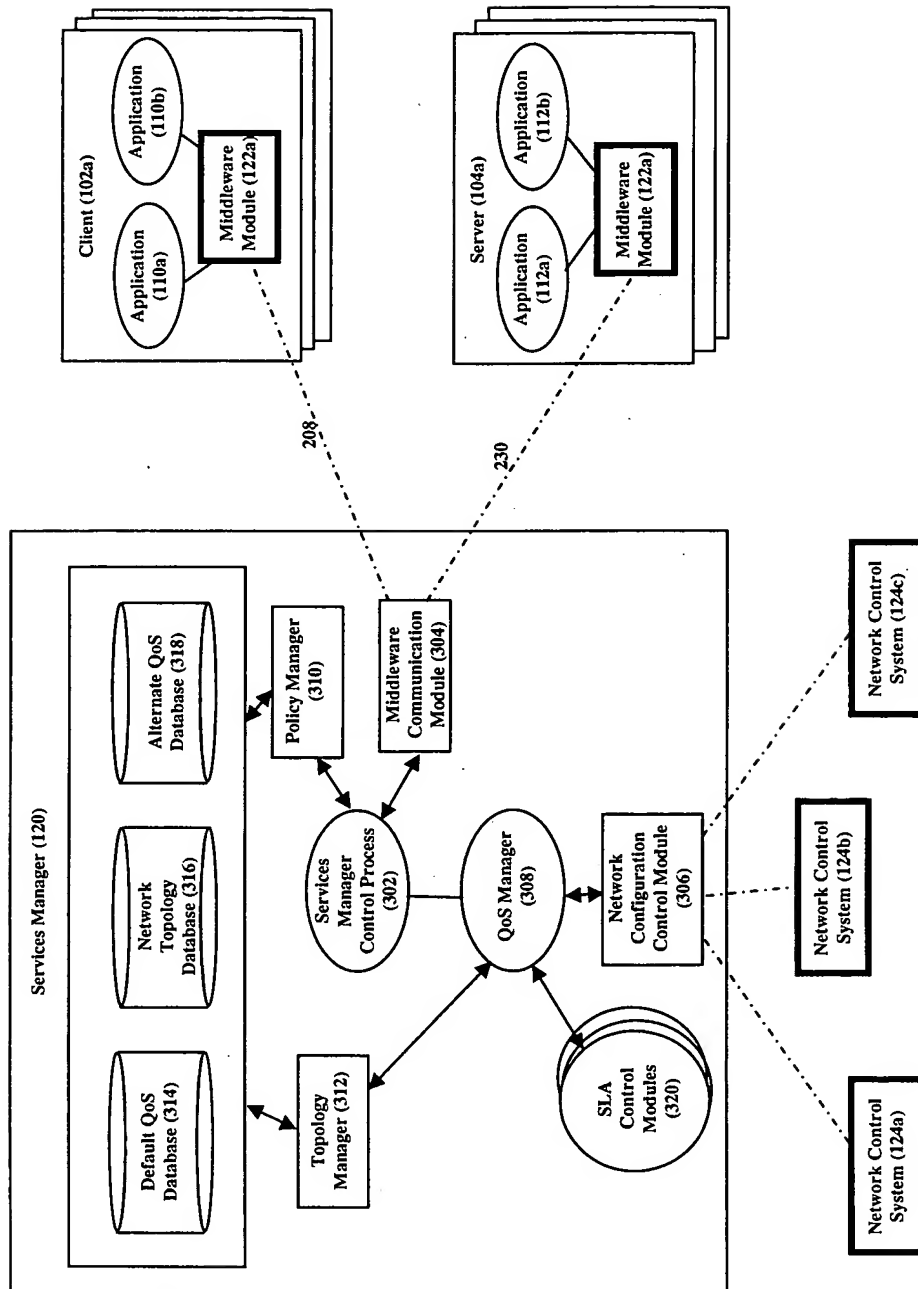 Services Manager (120)
Default QoS
Database (314)
Network
Topology
Database (316)
Alternate QoS
Database (318)
Topology
Manager (312)
Services
Manager
Control Process
(302)
Policy Manager
(310)
Middleware
Communication
Module (304)
SLA
Control
Modules
(320)
QoS Manager
(308)
Network
Configuration
Control Module
(306)
Network Control
System (124a)
Network Control
System (124b)
Network Control
System (124c)
208
230
Client (102a)
Application
(110a)
Application
(110b)
Middleware
Module (122a)
Server (104a)
Application
(112a)
Application
(112b)
Middleware
Module (122a)